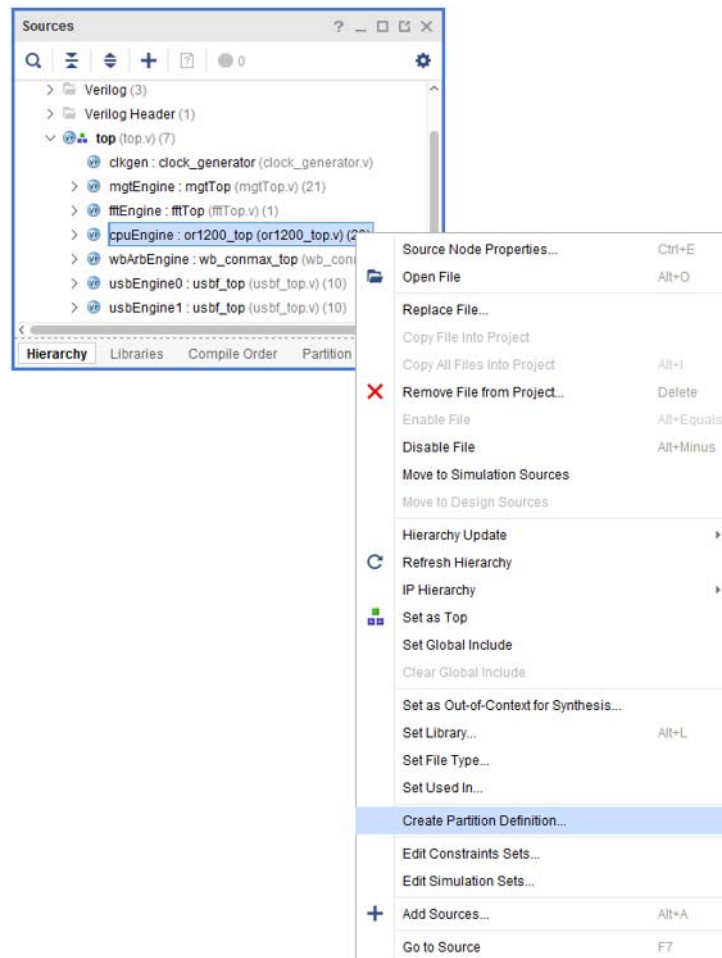 Sources
0
Verilog (3)
Verilog Header (1)
top (top.v) (7)
clkgen : clock_generator (clock_generator.v)
mgtEngine : mgtTop (mgtTop.v) (21)
fftEngine : fftTop (fftTop.v) (1)
cpuEngine : or1200_top (or1200_top.v)
wbArbEngine : wb_conmax_top
usbEngine0 : usbf_top (usbf_top.v) (10)
usbEngine1 : usbf_top (usbf_top.v) (10)
Hierarchy Libraries Compile Order Partition
Source Node Properties... Ctrl+E
Open File Alt+O
Replace File...
Copy File Into Project
Copy All Files Into Project Alt+I
Remove File from Project... Delete
Enable File Alt+Equals
Disable File Alt+Minus
Move to Simulation Sources
Move to Design Sources
Hierarchy Update
Refresh Hierarchy
IP Hierarchy
Set as Top
Set Global Include
Clear Global Include
Set as Out-of-Context for Synthesis...
Set Library... Alt+L
Set File Type...
Set Used In...
Create Partition Definition...
Edit Constraints Sets...
Edit Simulation Sets...
Add Sources... Alt+A
Go to Source F7